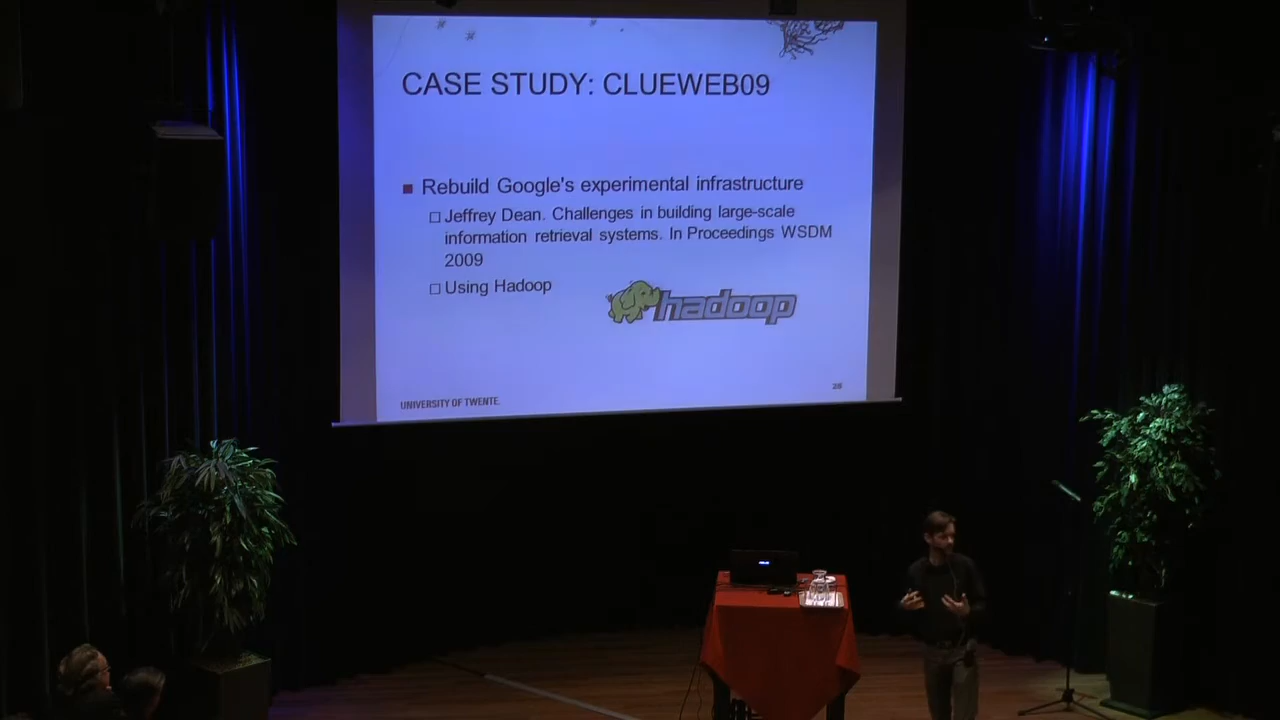 CASE STUDY: CLUEWEB09
Rebuild Google's experimental infrastructure
Jeffrey Dean. Challenges in building large-scale
information retrieval systems. In Proceedings WSDM
2009
Using Hadoop
hadoop
28
UNIVERSITY OF TWENTE.